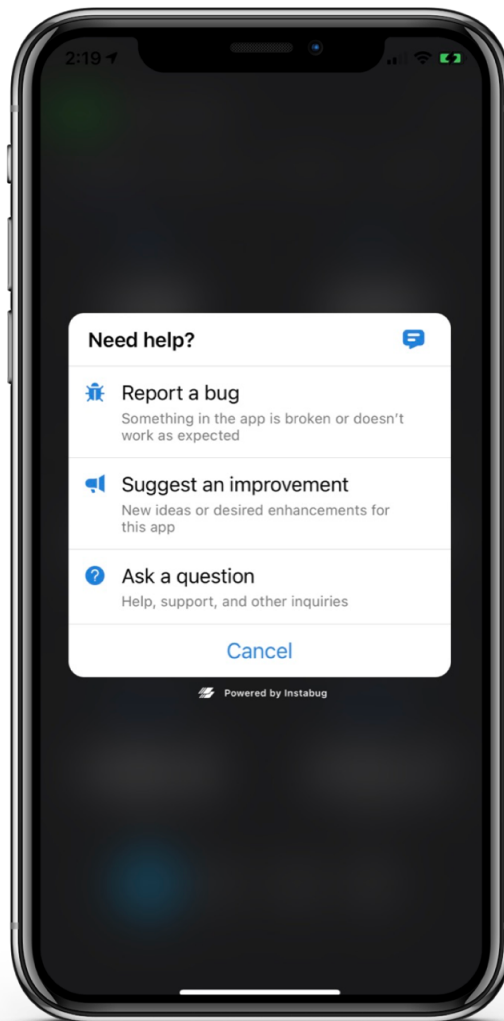 2:19
Need help?
Report a bug
Something in the app is broken or doesn't
work as expected
Suggest an improvement
New ideas or desired enhancements for
this app
Ask a question
Help, support, and other inquiries
Cancel
Powered by Instabug